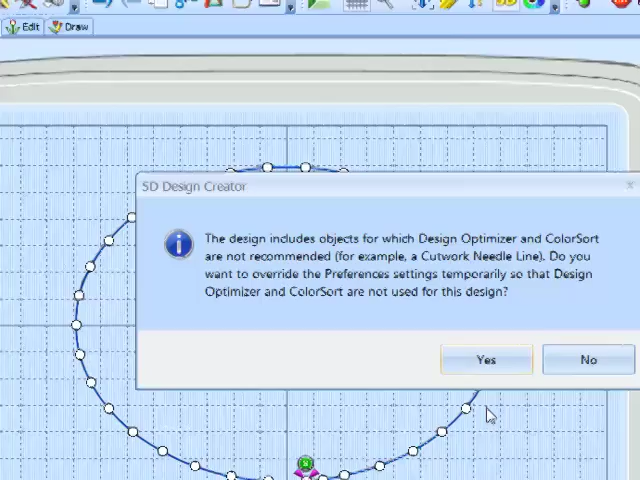 Edit Draw
SD Design Creator
The design includes objects for which Design Optimizer and ColorSort
are not recommended (for example, a Cutwork Needle Line). Do you
want to override the Preferences settings temporarily so that Design
Optimizer and ColorSort are not used for this design?
Yes No